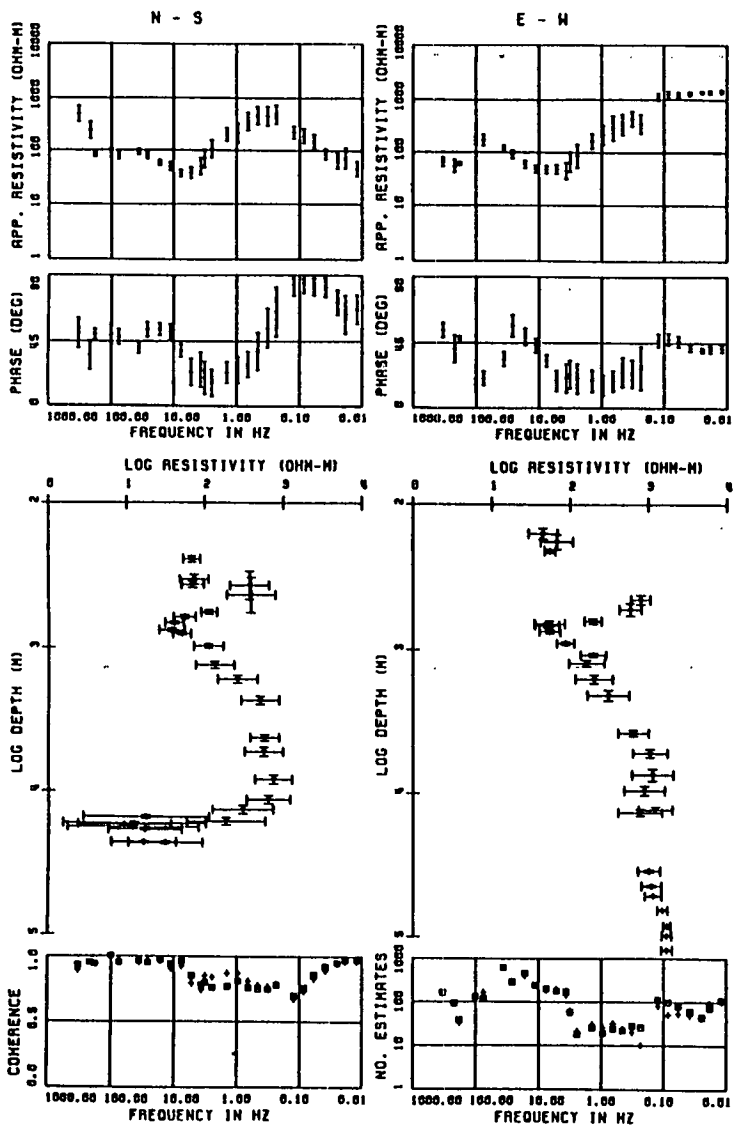 N - S
E - W
APP. RESISTIVITY (OHM-M)
10000
1000
100
10
1
APP. RESISTIVITY (OHM-M)
10000
1000
100
10
1
PHASE (DEG)
90
45
0
PHASE (DEG)
90
45
0
1000.00 100.00 10.00 1.00 0.10 0.01
FREQUENCY IN HZ
1000.00 100.00 10.00 1.00 0.10 0.01
FREQUENCY IN HZ
LOG RESISTIVITY (OHM-M)
0 1 2 3 4
LOG RESISTIVITY (OHM-M)
0 1 2 3 4
LOG DEPTH (M)
2
3
4
5
LOG DEPTH (M)
2
3
4
5
COHERENCE
1.0
0.5
0.0
NO. ESTIMATES
1000
100
10
1
1000.00 100.00 10.00 1.00 0.10 0.01
FREQUENCY IN HZ
1000.00 100.00 10.00 1.00 0.10 0.01
FREQUENCY IN HZ